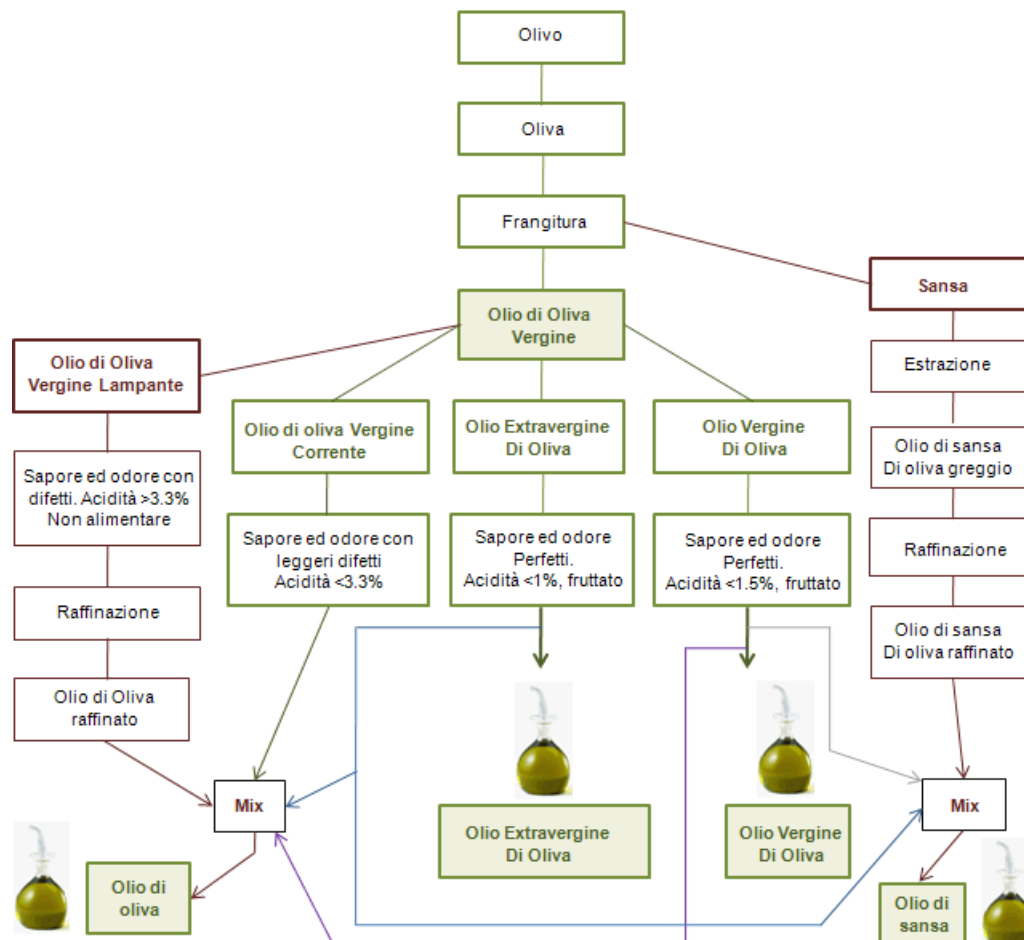 Olivo
Oliva
Frangitura
Sansa
Olio di Oliva
Vergine
Olio di Oliva
Vergine Lampante
Estrazione
Olio di oliva Vergine
Corrente
Olio Extravergine
Di Oliva
Olio Vergine
Di Oliva
Olio di sansa
Di oliva greggio
Sapore ed odore con
difetti. Acidità >3.3%
Non alimentare
Sapore ed odore con
leggeri difetti
Acidità <3.3%
Sapore ed odore
Perfetti.
Acidità <1%, fruttato
Sapore ed odore
Perfetti.
Acidità <1.5%, fruttato
Raffinazione
Raffinazione
Olio di sansa
Di oliva raffinato
Olio di Oliva
raffinato
Mix
Mix
Olio Extravergine
Di Oliva
Olio Vergine
Di Oliva
Olio di
oliva
Olio di
sansa